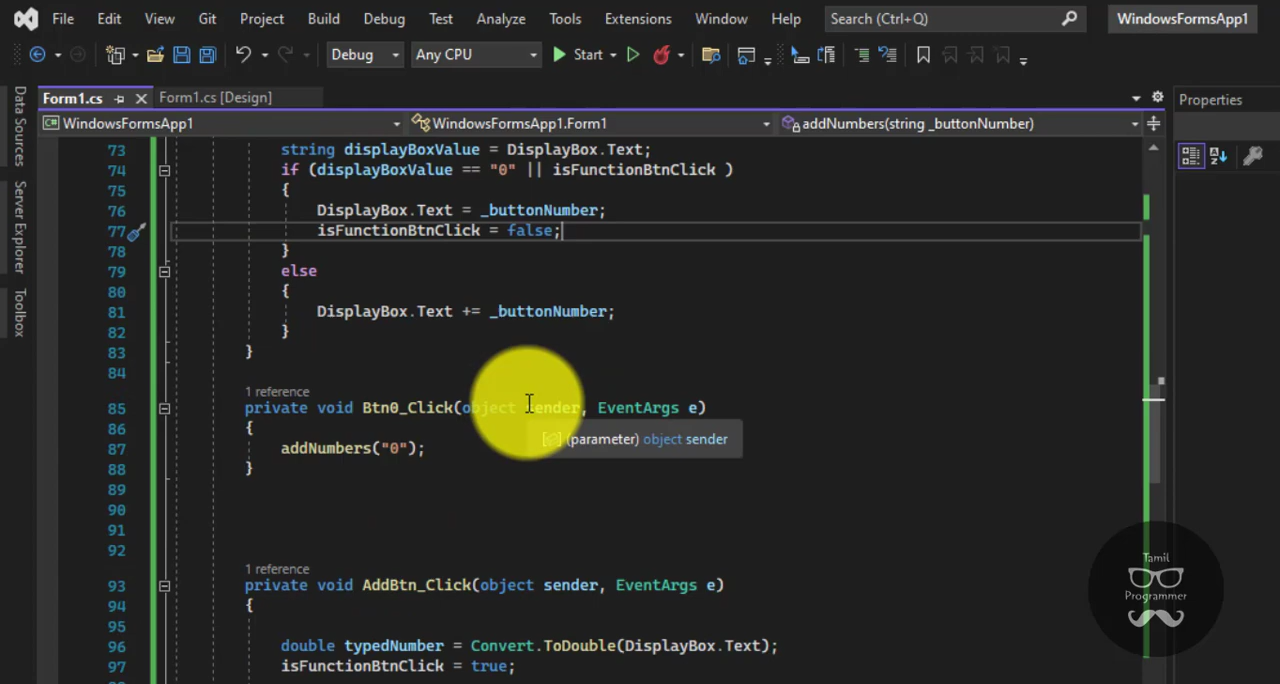 File Edit View Git Project Build Debug Test Analyze Tools Extensions Window Help Search (Ctrl+Q) WindowsFormsApp1
Debug Any CPU Start
Form1.cs Form1.cs [Design]
Properties
WindowsFormsApp1 WindowsFormsApp1.Form1 addNumbers(string _buttonNumber)
Data Sources
Server Explorer
Toolbox
73 string displayBoxValue = DisplayBox.Text;
74 if (displayBoxValue == "0" || isFunctionBtnClick )
75 {
76 DisplayBox.Text = _buttonNumber;
77 isFunctionBtnClick = false;
78 }
79 else
80 {
81 DisplayBox.Text += _buttonNumber;
82 }
83 }
84
1 reference
85 private void Btn0_Click(object sender, EventArgs e)
86 {
(parameter) object sender
87 addNumbers("0");
88 }
89
90
91
92
1 reference
93 private void AddBtn_Click(object sender, EventArgs e)
94 {
95
96 double typedNumber = Convert.ToDouble(DisplayBox.Text);
97 isFunctionBtnClick = true;
Tamil
Programmer